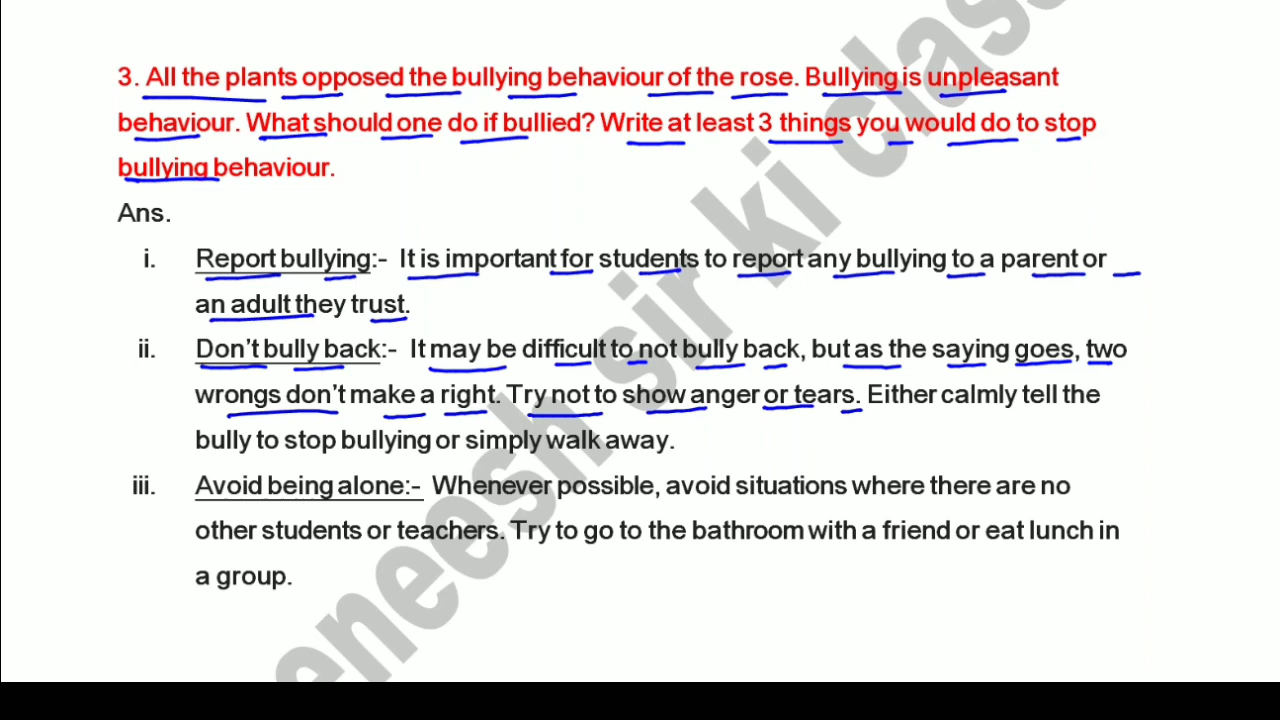 3. All the plants opposed the bullying behaviour of the rose. Bullying is unpleasant
behaviour. What should one do if bullied? Write at least 3 things you would do to stop
bullying behaviour.
Ans.
i. Report bullying:- It is important for students to report any bullying to a parent or
an adult they trust.
ii. Don't bully back:- It may be difficult to not bully back, but as the saying goes, two
wrongs don't make a right. Try not to show anger or tears. Either calmly tell the
bully to stop bullying or simply walk away.
iii. Avoid being alone:- Whenever possible, avoid situations where there are no
other students or teachers. Try to go to the bathroom with a friend or eat lunch in
a group.
eneesh sir ki class